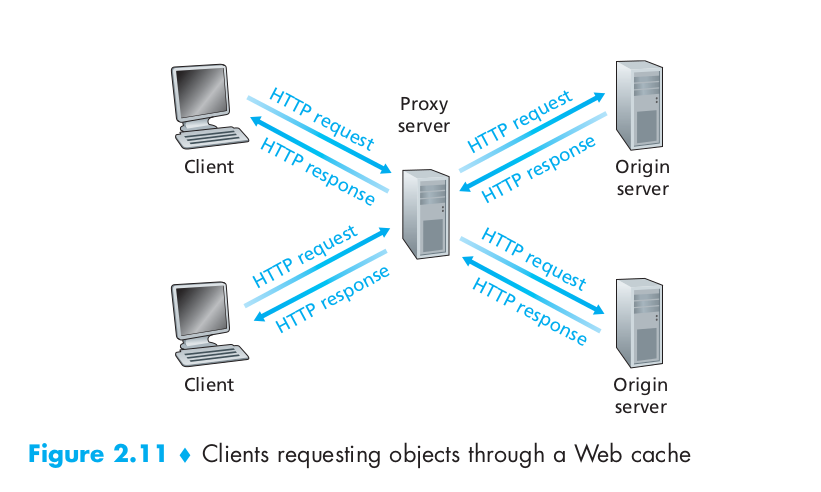 HTTP request
HTTP response
Client
Proxy
server
HTTP request
HTTP response
Origin
server
HTTP request
HTTP response
Client
HTTP request
HTTP response
Origin
server
Figure 2.11 ♦ Clients requesting objects through a Web cache